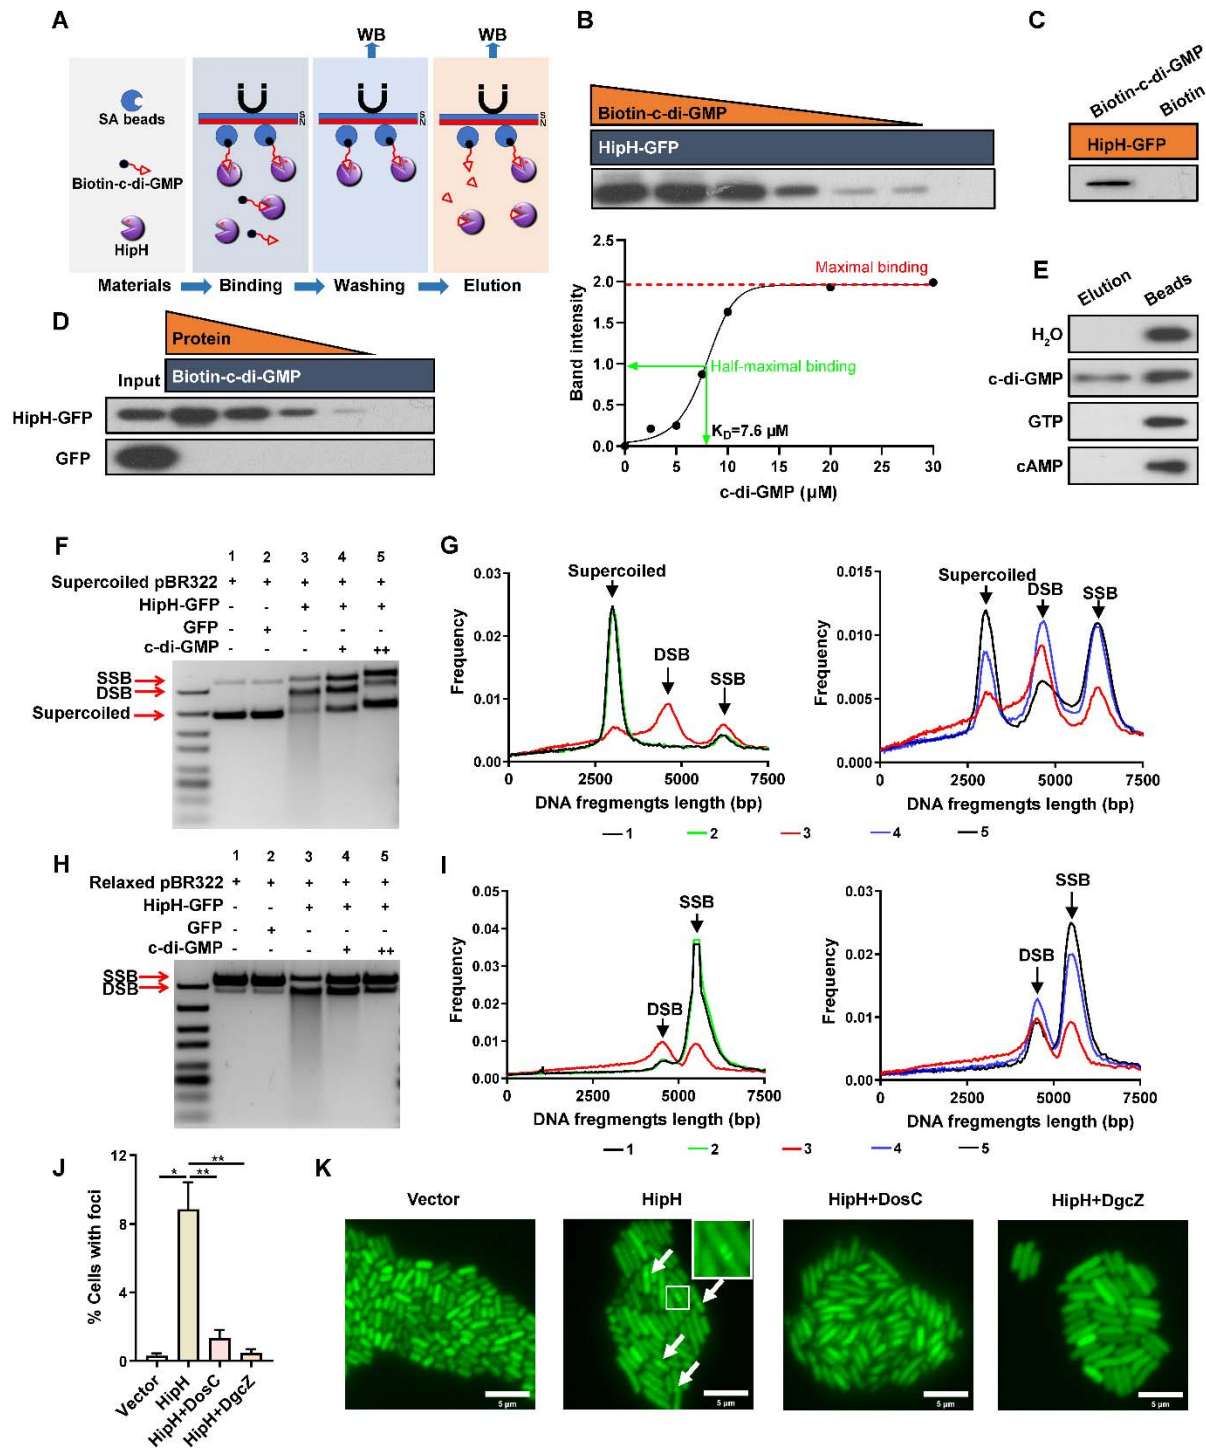 A
WB
WB
S
N
S
N
S
N
SA beads
Biotin-c-di-GMP
HipH
Materials
Binding
Washing
Elution
B
Biotin-c-di-GMP
HipH-GFP
2.5
2.0
1.5
1.0
0.5
0.0
Band intensity
Maximal binding
Half-maximal binding
KD=7.6 µM
0
5
10
15
20
25
30
c-di-GMP (µM)
C
Biotin-c-di-GMP
Biotin
HipH-GFP
D
Protein
Input
Biotin-c-di-GMP
HipH-GFP
GFP
E
Elution
Beads
H2O
c-di-GMP
GTP
cAMP
F
1 2 3 4 5
Supercoiled pBR322 + + + + +
HipH-GFP - - + + +
GFP - + - - -
c-di-GMP - - - + ++
SSB
DSB
Supercoiled
G
0.03
0.02
0.01
0.00
Frequency
Supercoiled
DSB
SSB
0 2500 5000 7500
DNA fregmengts length (bp)
0.015
0.010
0.005
0.000
Frequency
Supercoiled
DSB
SSB
0 2500 5000 7500
DNA fregmengts length (bp)
1 2 3 4 5
H
1 2 3 4 5
Relaxed pBR322 + + + + +
HipH-GFP - - + + +
GFP - + - - -
c-di-GMP - - - + ++
SSB
DSB
I
0.05
0.04
0.03
0.02
0.01
0.00
Frequency
SSB
DSB
0 2500 5000 7500
DNA fregmengts length (bp)
0.03
0.02
0.01
0.00
Frequency
SSB
DSB
0 2500 5000 7500
DNA fregmengts length (bp)
1 2 3 4 5
J
12
8
4
0
% Cells with foci
**
* **
Vector
HipH
HipH+DosC
HipH+DgcZ
K
Vector
HipH
HipH+DosC
HipH+DgcZ
5 µm
5 µm
5 µm
5 µm